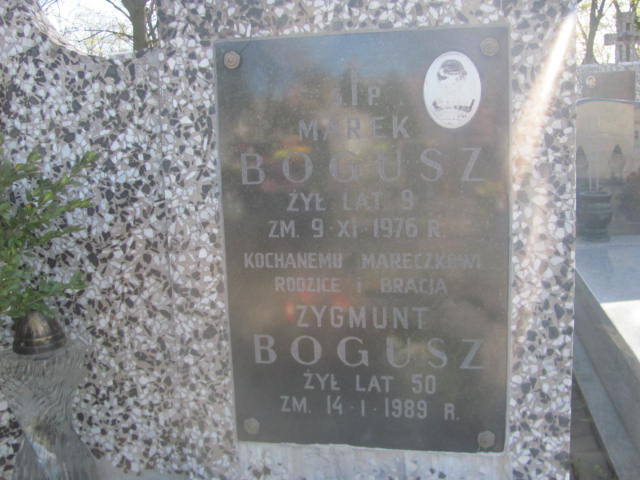 Ś†P
MAREK
BOGUSZ
ŻYŁ LAT 9
ZM. 9·XI·1976 R.
KOCHANEMU MARECZKOWI
RODZICE i BRACIA
ZYGMUNT
BOGUSZ
ŻYŁ LAT 50
ZM. 14·I·1989 R.